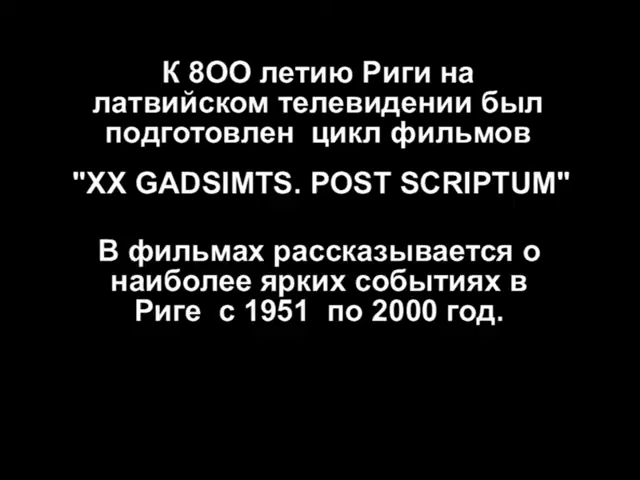 К 8ОО летию Риги на
латвийском телевидении был
подготовлен цикл фильмов
"XX GADSIMTS. POST SCRIPTUM"
В фильмах рассказывается о
наиболее ярких событиях в
Риге с 1951 по 2000 год.